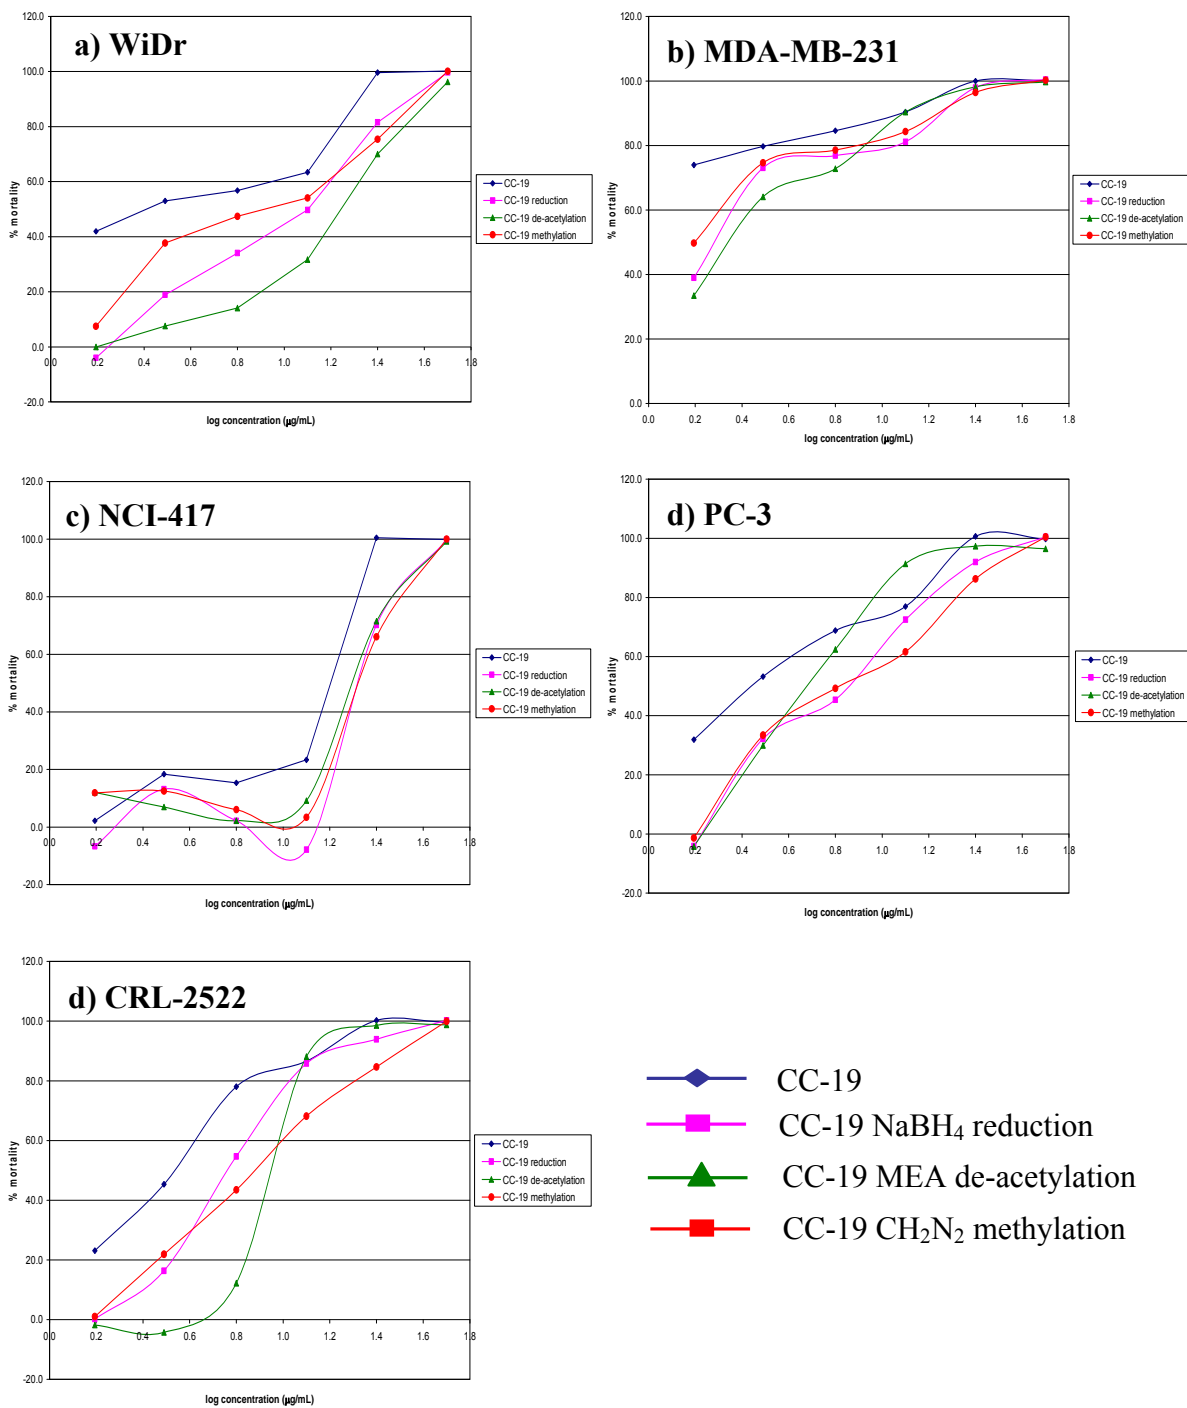 a) WiDr
120.0
100.0
80.0
60.0
40.0
20.0
0.0
-20.0
% mortality
0.0 0.2 0.4 0.6 0.8 1.0 1.2 1.4 1.6 1.8
log concentration (µg/mL)
CC-19
CC-19 reduction
CC-19 de-acetylation
CC-19 methylation
b) MDA-MB-231
120.0
100.0
80.0
60.0
40.0
20.0
0.0
% mortality
0.0 0.2 0.4 0.6 0.8 1.0 1.2 1.4 1.6 1.8
log concentration (µg/mL)
CC-19
CC-19 reduction
CC-19 de-acetylation
CC-19 methylation
c) NCI-417
120.0
100.0
80.0
60.0
40.0
20.0
0.0
-20.0
% mortality
0.0 0.2 0.4 0.6 0.8 1.0 1.2 1.4 1.6 1.8
log concentration (µg/mL)
CC-19
CC-19 reduction
CC-19 de-acetylation
CC-19 methylation
d) PC-3
120.0
100.0
80.0
60.0
40.0
20.0
0.0
-20.0
% mortality
0.0 0.2 0.4 0.6 0.8 1.0 1.2 1.4 1.6 1.8
log concentration (µg/mL)
CC-19
CC-19 reduction
CC-19 de-acetylation
CC-19 methylation
d) CRL-2522
120.0
100.0
80.0
60.0
40.0
20.0
0.0
-20.0
% mortality
0.0 0.2 0.4 0.6 0.8 1.0 1.2 1.4 1.6 1.8
log concentration (µg/mL)
CC-19
CC-19 reduction
CC-19 de-acetylation
CC-19 methylation
CC-19
CC-19 NaBH₄ reduction
CC-19 MEA de-acetylation
CC-19 CH₂N₂ methylation